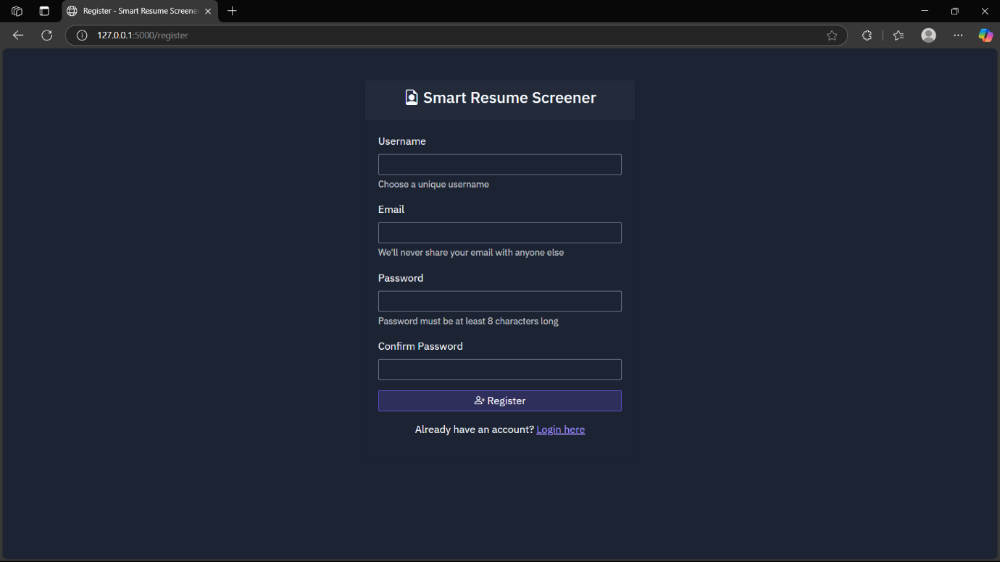 Register - Smart Resume Screene
127.0.0.1:5000/register
Smart Resume Screener
Username
Choose a unique username
Email
We'll never share your email with anyone else
Password
Password must be at least 8 characters long
Confirm Password
Register
Already have an account? Login here